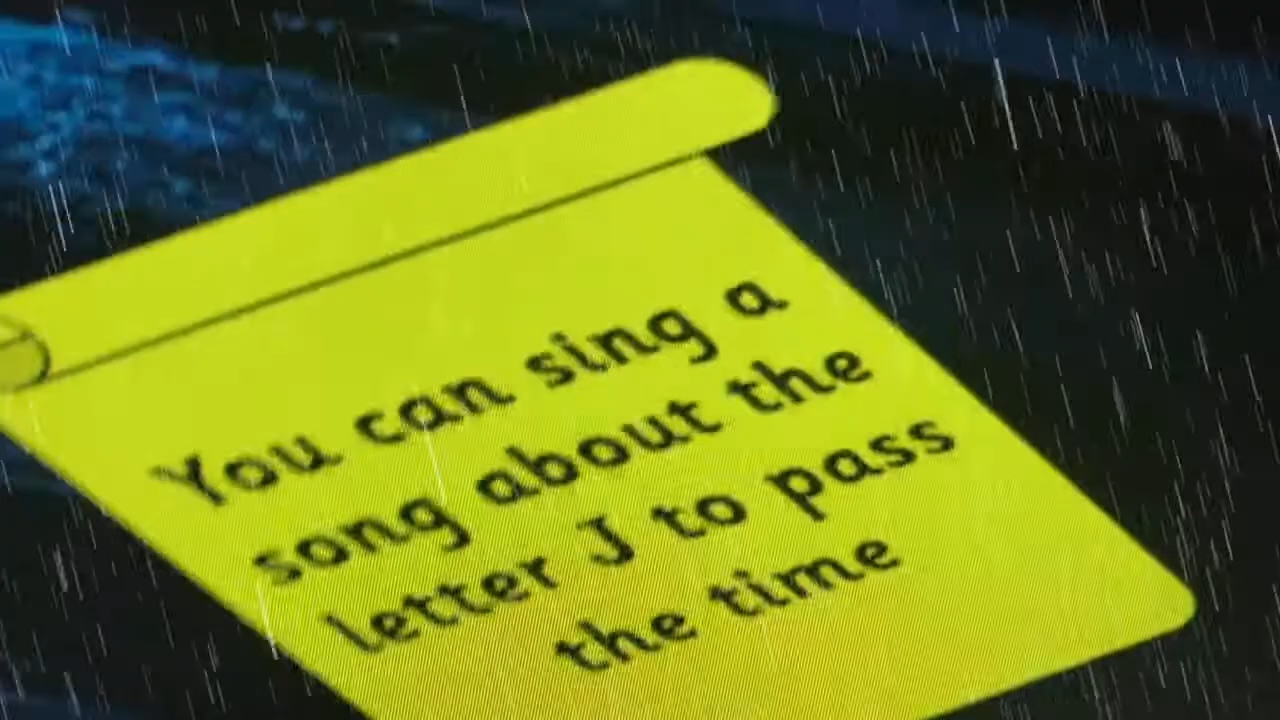 You can sing a
song about the
letter J to pass
the time